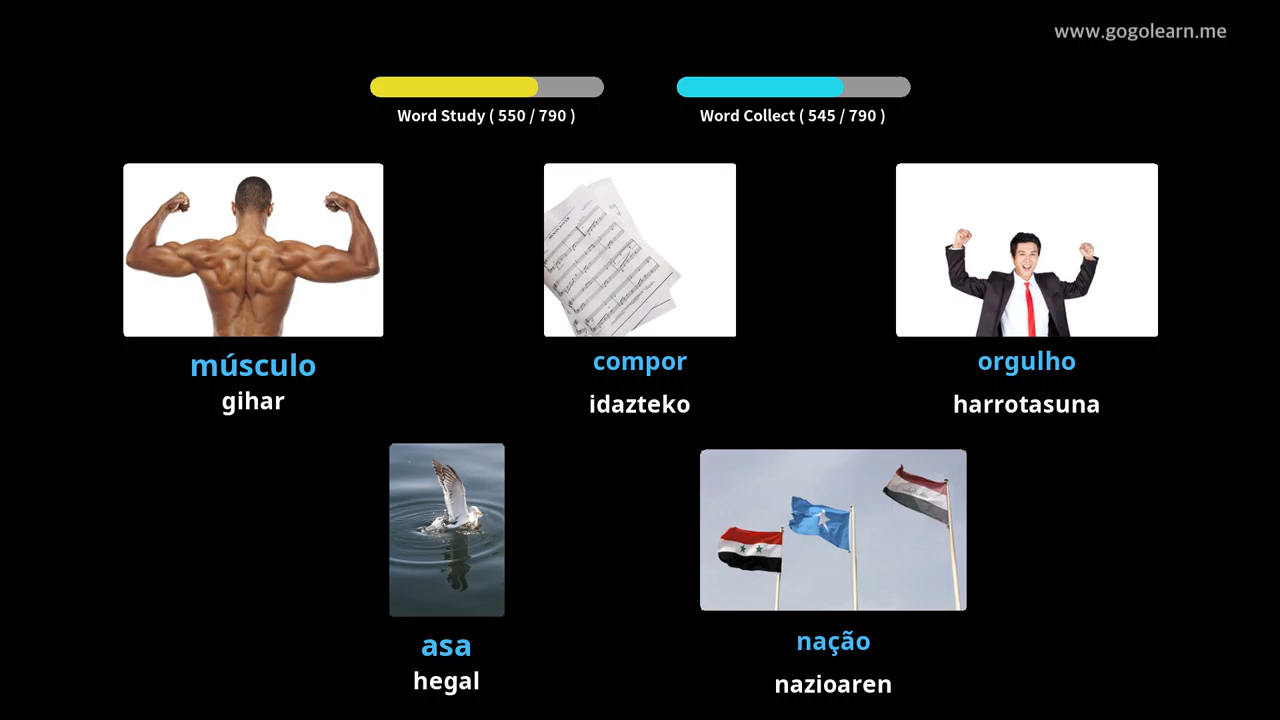 www.gogolearn.me
Word Study ( 550 / 790 )
Word Collect ( 545 / 790 )
músculo
gihar
compor
idazteko
orgulho
harrotasuna
asa
hegal
nação
nazioaren